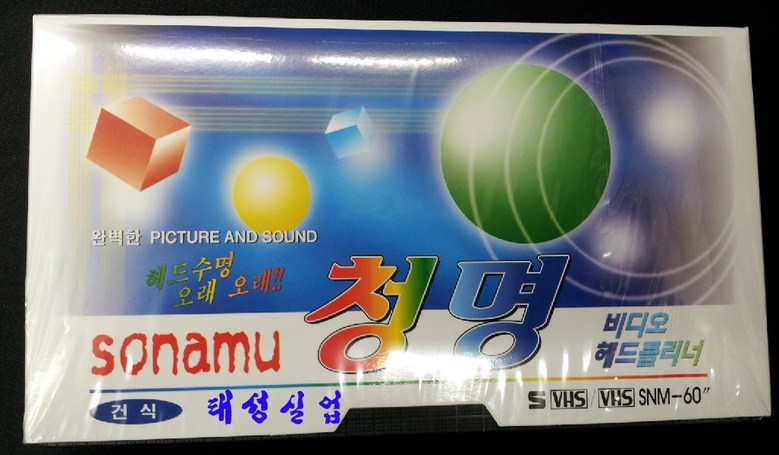 완벽한 PICTURE AND SOUND
헤드수명
오래 오래!!
청명
sonamu
비디오
헤드클리너
건식
태성실업
S VHS / VHS SNM-60"